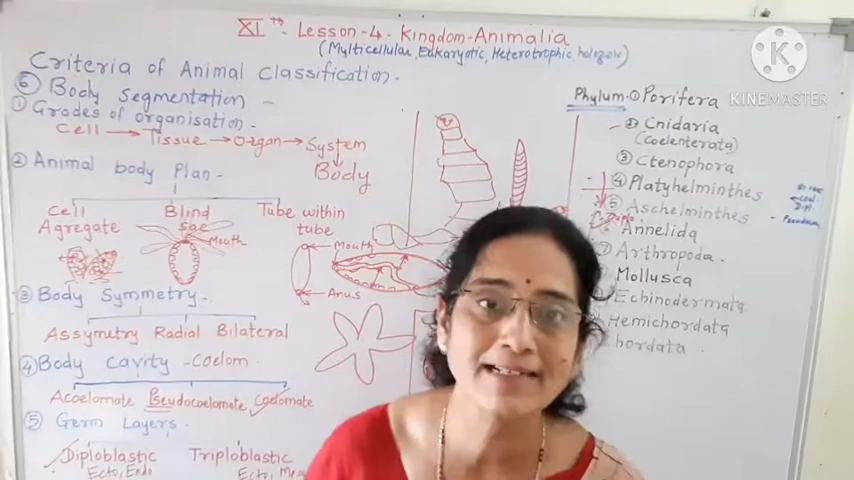 XI th Lesson-4. Kingdom-Animalia
(Multicellular, Eukaryotic, Heterotrophic holozoic)
Criteria of Animal Classification.
⑥ Body Segmentation
① Grades of organisation.
Cell → Tissue → Organ → System
Body
② Animal body Plan.
Cell Agregate
Blind Sac
Mouth
Tube within tube
Mouth
Anus
③ Body Symmetry.
Assymetry Radial Bilateral
④ Body Cavity - Coelom
Acoelomate Pseudocoelomate Coelomate
⑤ Germ Layers.
Diploblastic Triploblastic
Ecto, Endo Ecto, Me
Phylum - ① Porifera
② Cnidaria
(Coelenterata)
③ Ctenophora
④ Platyhelminthes
⑤ Aschelminthes
Annelida
⑦ Arthropoda.
Mollusca
Echinodermata
Hemichordata
hordata.
K
KINEMASTER